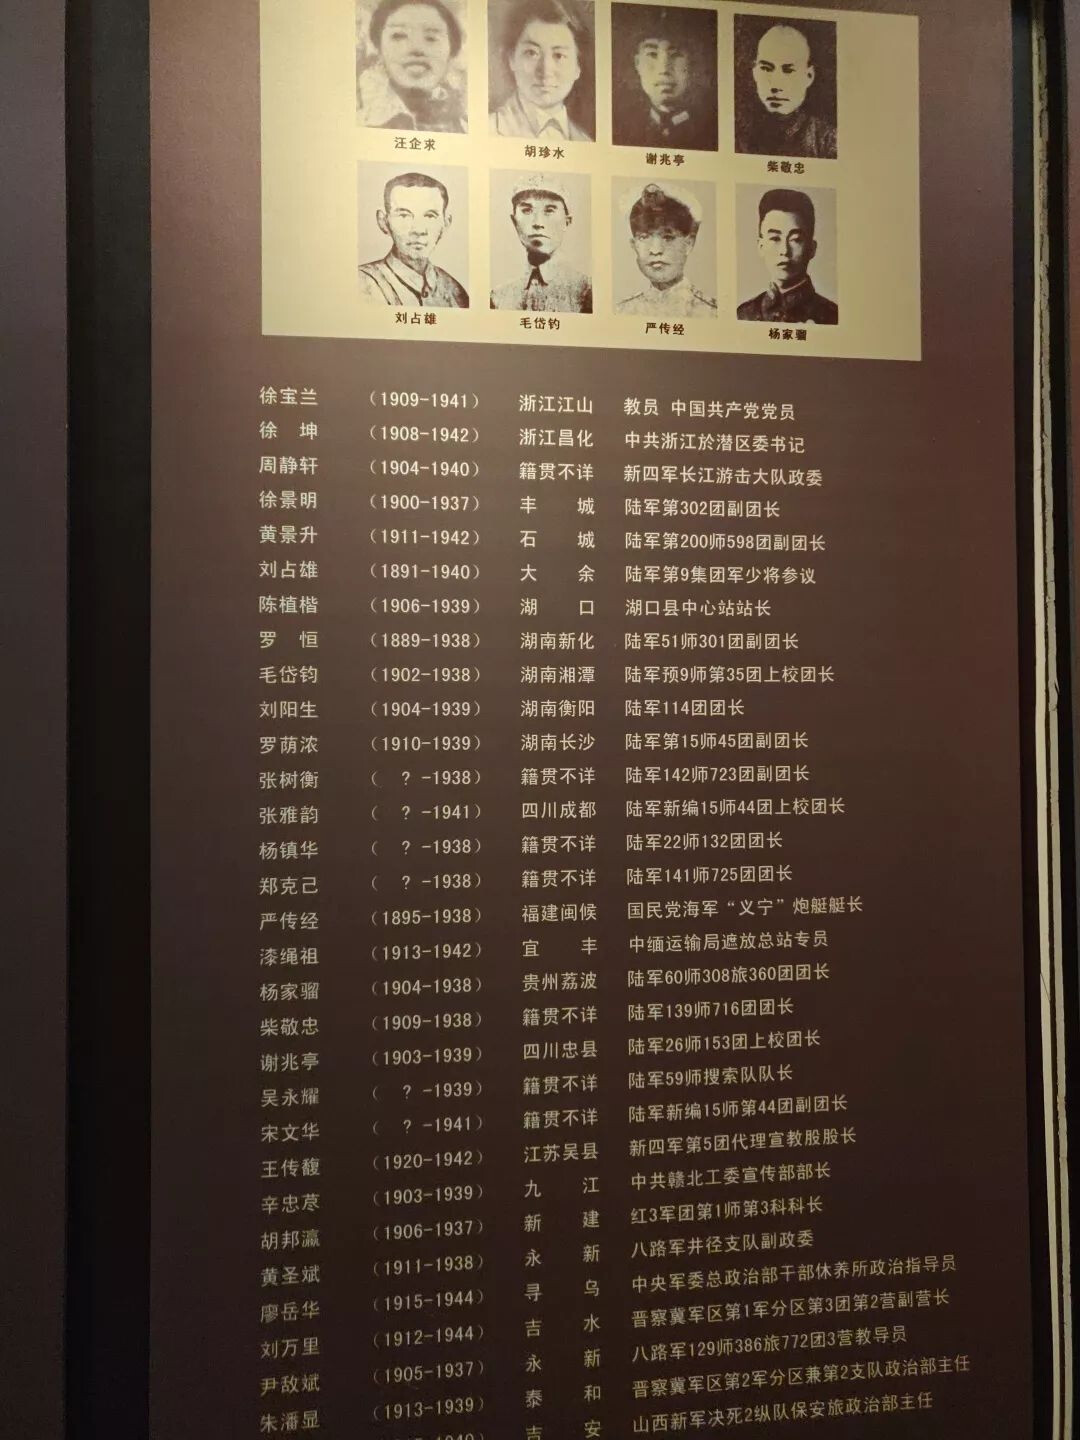 汪企求 胡珍水 谢兆亭 柴敬忠
刘占雄 毛岱钧 严传经 杨家骝
徐宝兰 （1909-1941） 浙江江山 教员 中国共产党党员
徐 坤 （1908-1942） 浙江昌化 中共浙江於潜区委书记
周静轩 （1904-1940） 籍贯不详 新四军长江游击大队政委
徐景明 （1900-1937） 丰 城 陆军第302团副团长
黄景升 （1911-1942） 石 城 陆军第200师598团副团长
刘占雄 （1891-1940） 大 余 陆军第9集团军少将参议
陈植楷 （1906-1939） 湖 口 湖口县中心站站长
罗 恒 （1889-1938） 湖南新化 陆军51师301团副团长
毛岱钧 （1902-1938） 湖南湘潭 陆军预9师第35团上校团长
刘阳生 （1904-1939） 湖南衡阳 陆军114团团长
罗荫浓 （1910-1939） 湖南长沙 陆军第15师45团副团长
张树衡 （ ？-1938） 籍贯不详 陆军142师723团副团长
张雅韵 （ ？-1941） 四川成都 陆军新编15师44团上校团长
杨镇华 （ ？-1938） 籍贯不详 陆军22师132团团长
郑克己 （ ？-1938） 籍贯不详 陆军141师725团团长
严传经 （1895-1938） 福建闽候 国民党海军“义宁”炮艇艇长
漆绳祖 （1913-1942） 宜 丰 中缅运输局遮放总站专员
杨家骝 （1904-1938） 贵州荔波 陆军60师308旅360团团长
柴敬忠 （1909-1938） 籍贯不详 陆军139师716团团长
谢兆亭 （1903-1939） 四川忠县 陆军26师153团上校团长
吴永耀 （ ？-1939） 籍贯不详 陆军59师搜索队队长
宋文华 （ ？-1941） 籍贯不详 陆军新编15师第44团副团长
王传馥 （1920-1942） 江苏吴县 新四军第5团代理宣教股股长
辛忠荩 （1903-1939） 九 江 中共赣北工委宣传部部长
胡邦瀛 （1906-1937） 新 建 红3军团第1师第3科科长
黄圣斌 （1911-1938） 永 新 八路军井径支队副政委
廖岳华 （1915-1944） 寻 乌 中央军委总政治部干部休养所政治指导员
刘万里 （1912-1944） 吉 水 晋察冀军区第1军分区第3团第2营副营长
尹敌斌 （1905-1937） 永 新 八路军129师386旅772团3营教导员
朱潘显 （1913-1939） 泰 和 晋察冀军区第2军分区兼第2支队政治部主任
吉 安 山西新军决死2纵队保安旅政治部主任